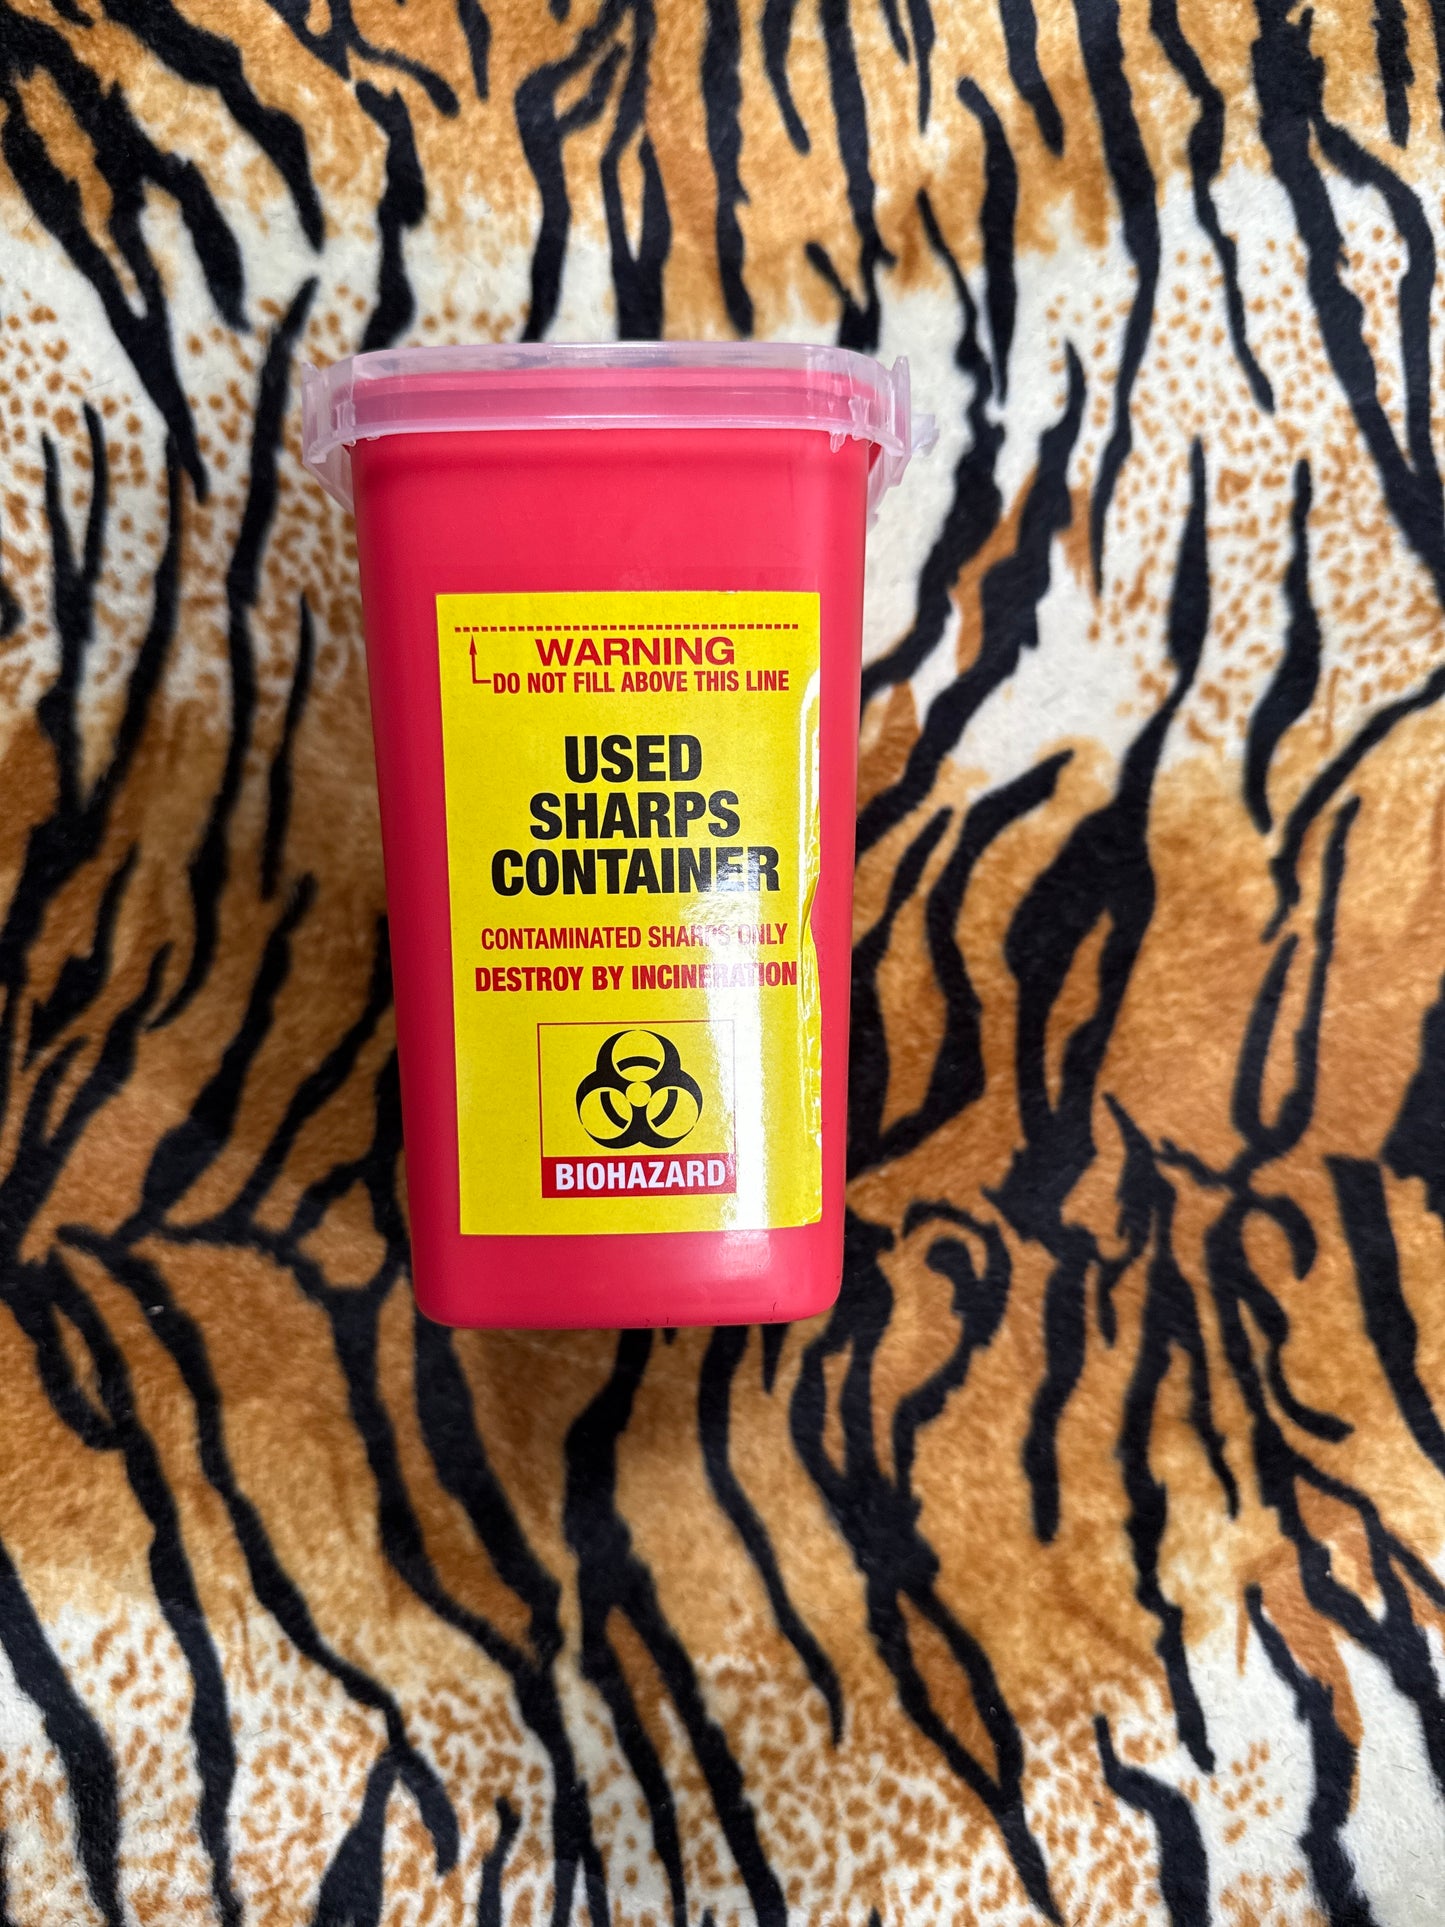 WARNING
DO NOT FILL ABOVE THIS LINE
USED
SHARPS
CONTAINER
CONTAMINATED SHARPS ONLY
DESTROY BY INCINERATION
BIOHAZARD